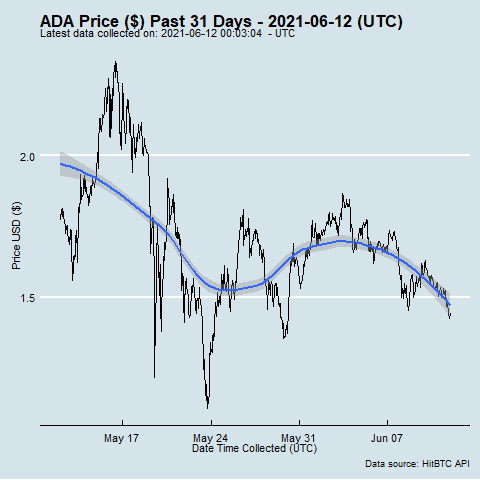 ADA Price ($) Past 31 Days - 2021-06-12 (UTC)
Latest data collected on: 2021-06-12 00:03:04 - UTC
Price USD ($)
2.0
1.5
May 17 May 24 May 31 Jun 07
Date Time Collected (UTC)
Data source: HitBTC API